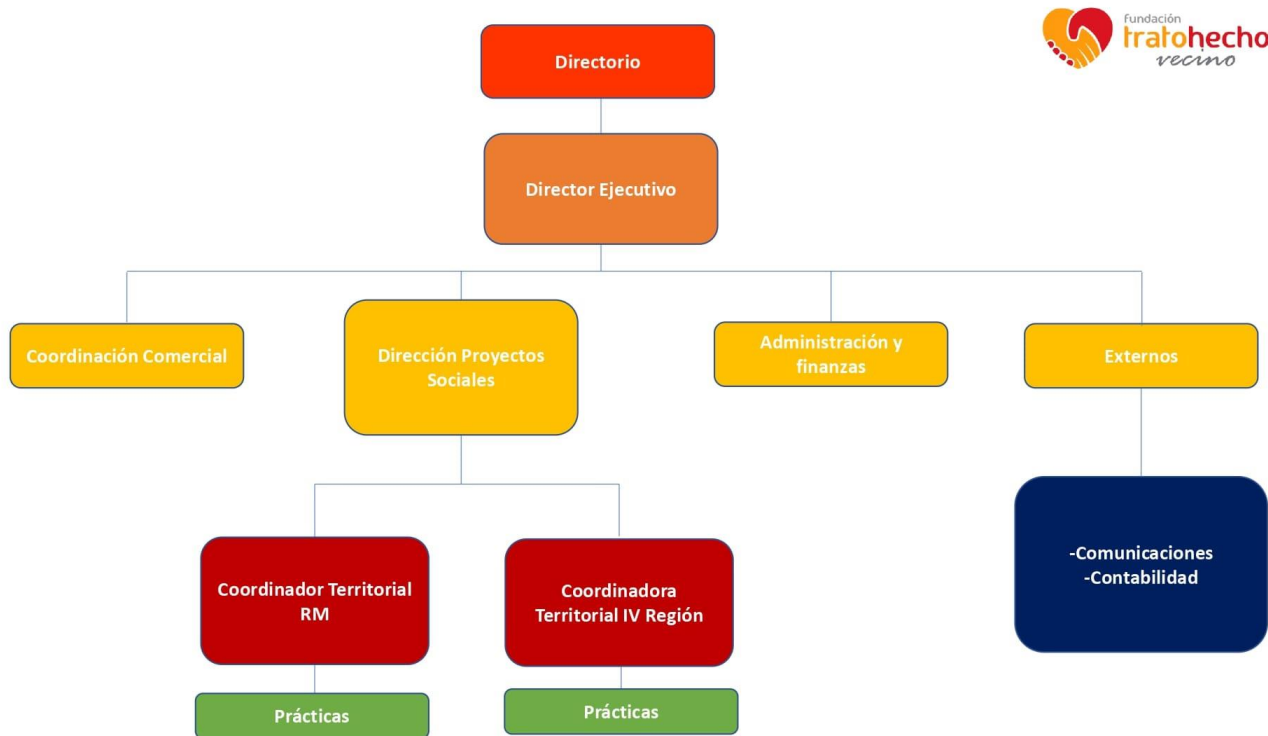 fundación
tratohecho
vecino
Directorio
Director Ejecutivo
Coordinación Comercial
Dirección Proyectos
Sociales
Administración y
finanzas
Externos
Coordinador Territorial
RM
Coordinadora
Territorial IV Región
-Comunicaciones
-Contabilidad
Prácticas
Prácticas